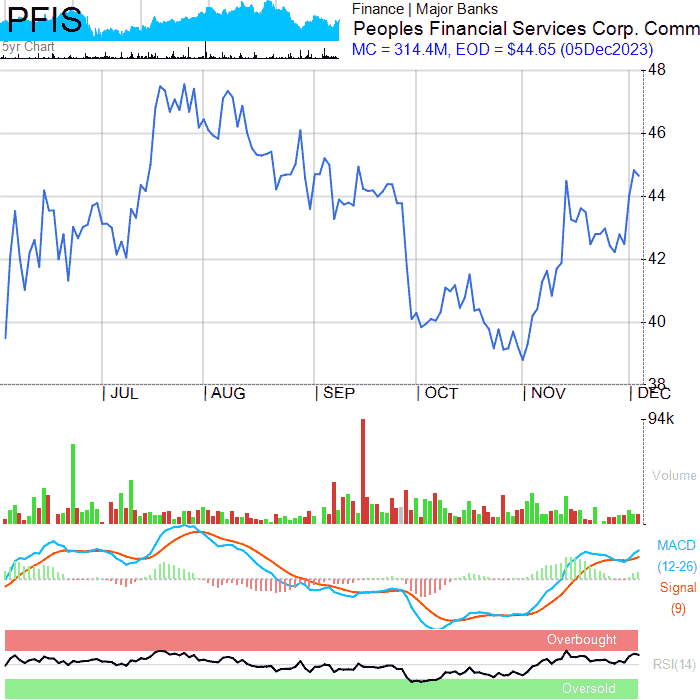 PFIS
5yr Chart
Finance | Major Banks
Peoples Financial Services Corp. Comm
MC = 314.4M, EOD = $44.65 (05Dec2023)
48
46
44
42
40
38
| JUL | AUG | SEP | OCT | NOV | DEC
94k
Volume
MACD
(12-26)
Signal
(9)
Overbought
RSI(14)
Oversold